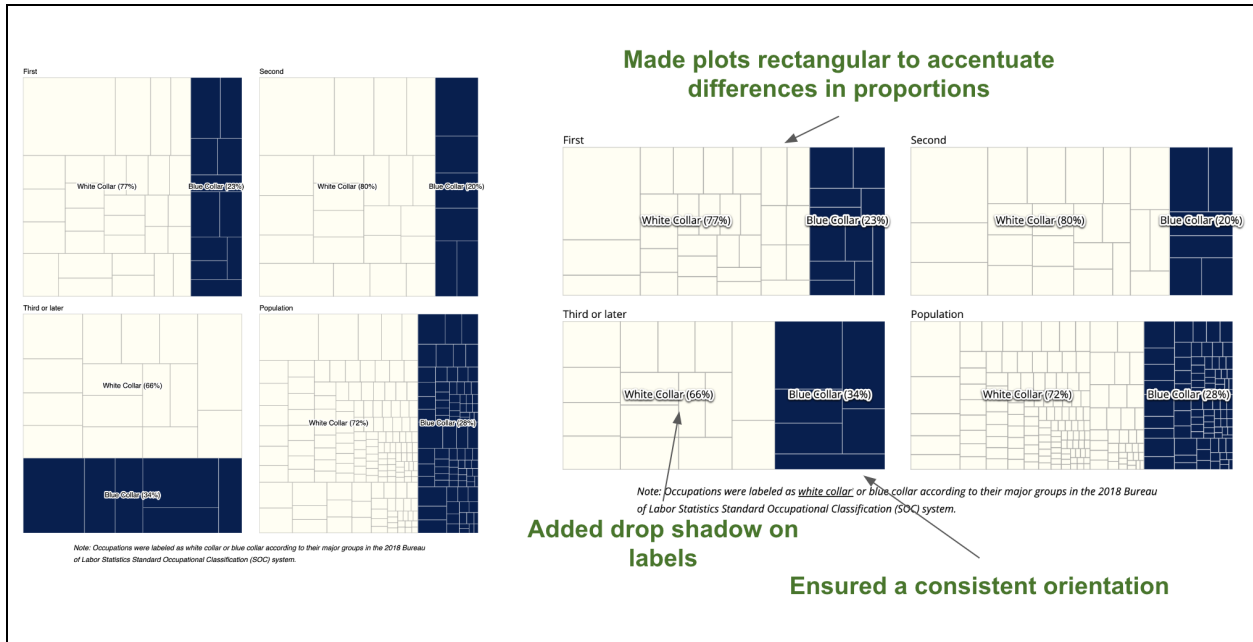 First
Second
White Collar (77%)
Blue Collar (23%)
White Collar (80%)
Blue Collar (20%)
Third or later
Population
White Collar (66%)
Blue Collar (34%)
White Collar (72%)
Blue Collar (28%)
Note: Occupations were labeled as white collar or blue collar according to their major groups in the 2018 Bureau
of Labor Statistics Standard Occupational Classification (SOC) system.
Made plots rectangular to accentuate
differences in proportions
First
Second
White Collar (77%)
Blue Collar (23%)
White Collar (80%)
Blue Collar (20%)
Third or later
Population
White Collar (66%)
Blue Collar (34%)
White Collar (72%)
Blue Collar (28%)
Note: Occupations were labeled as white collar or blue collar according to their major groups in the 2018 Bureau
of Labor Statistics Standard Occupational Classification (SOC) system.
Added drop shadow on
labels
Ensured a consistent orientation